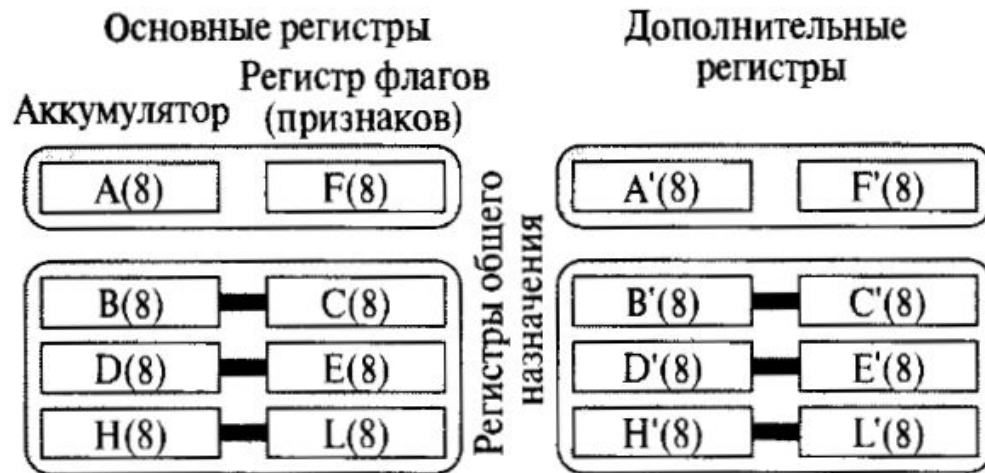 Основные регистры
Дополнительные
регистры
Аккумулятор
Регистр флагов
(признаков)
A(8) F(8)
A'(8) F'(8)
Регистры общего
назначения
B(8) C(8)
B'(8) C'(8)
D(8) E(8)
D'(8) E'(8)
H(8) L(8)
H'(8) L'(8)